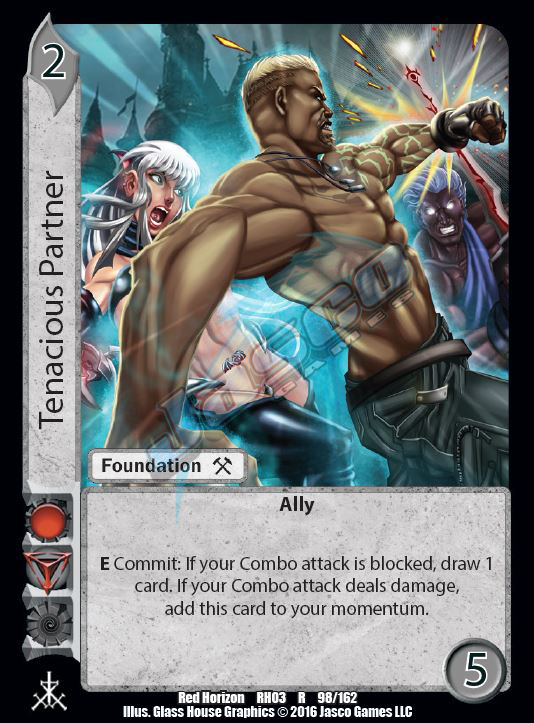 2
Tenacious Partner
JASCO
GAMES
Foundation
Ally
E Commit: If your Combo attack is blocked, draw 1
card. If your Combo attack deals damage,
add this card to your momentum.
5
Red Horizon RH03 R 98/162
Illus. Glass House Graphics © 2016 Jasco Games LLC